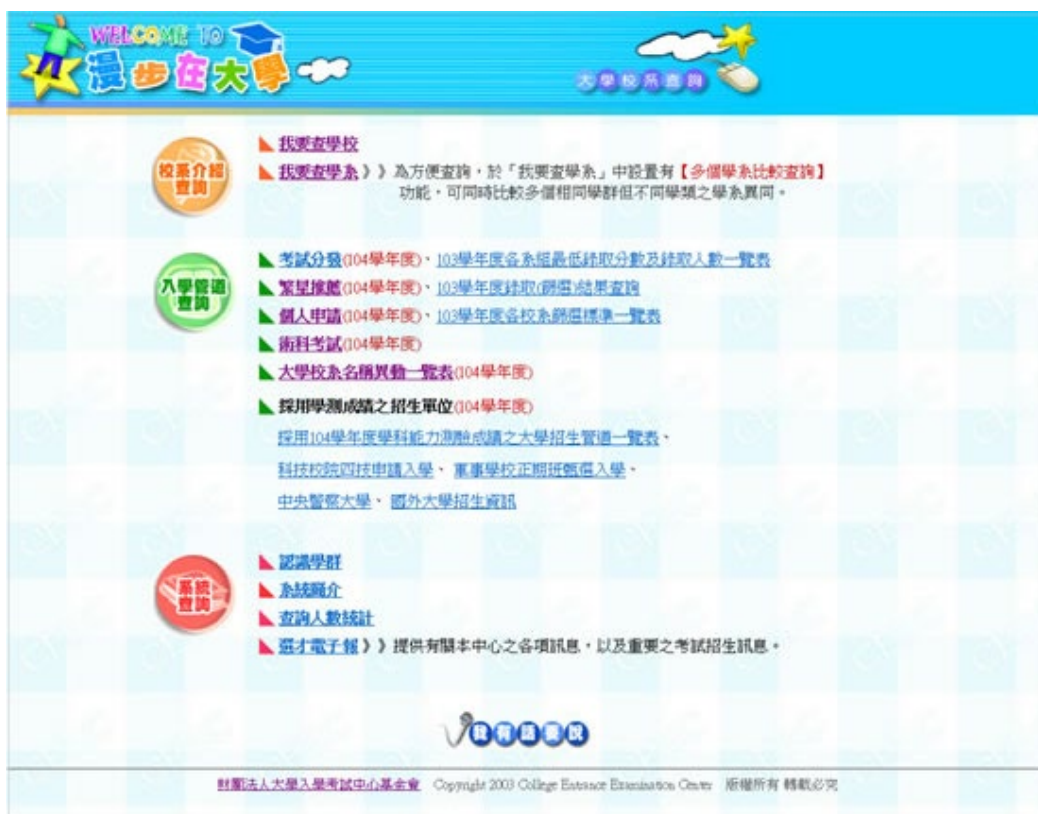 WELCOME TO
漫步在大學
大學校系查詢
校系介紹
查詢
我要查學校
我要查學系》》為方便查詢，於「我要查學系」中設置有【多個學系比較查詢】
功能，可同時比較多個相同學群但不同學類之學系異同。
入學管道
查詢
考試分發(104學年度)、103學年度各系組最低錄取分數及錄取人數一覽表
繁星推薦(104學年度)、103學年度錄取(篩選)結果查詢
個人申請(104學年度)、103學年度各校系篩選標準一覽表
術科考試(104學年度)
大學校系名稱異動一覽表(104學年度)
採用學測成績之招生單位(104學年度)
採用104學年度學科能力測驗成績之大學招生管道一覽表、
科技校院四技申請入學、 軍事學校正期班甄選入學、
中央警察大學、 國外大學招生資訊
系統
查詢
認識學群
系統簡介
查詢人數統計
選才電子報》》提供有關本中心之各項訊息，以及重要之考試招生訊息。
我有話要說
財團法人大學入學考試中心基金會 Copyright 2003 College Entrance Examination Center 版權所有 轉載必究